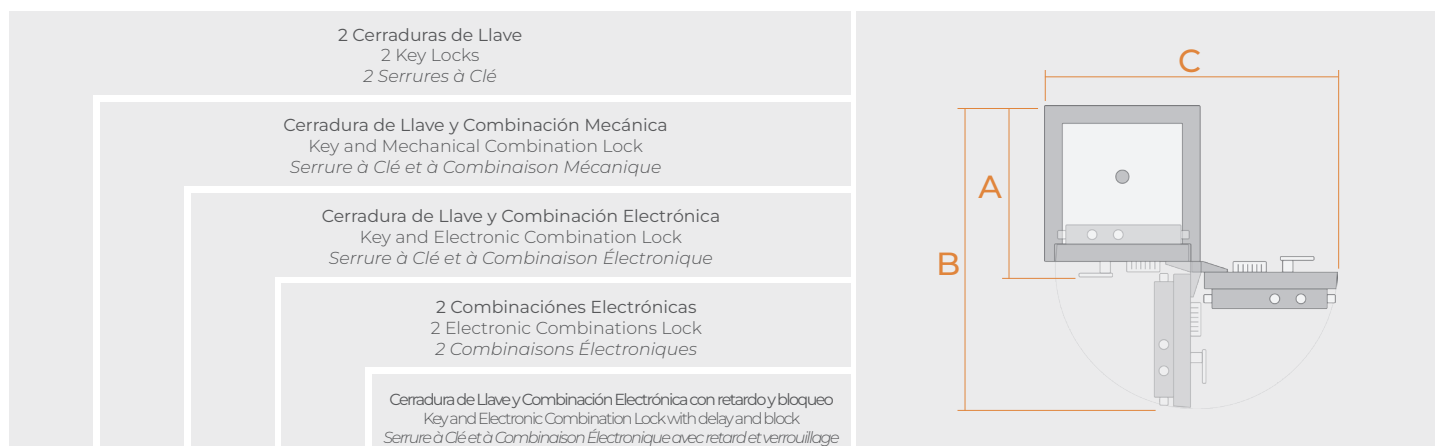 2 Cerraduras de Llave
2 Key Locks
2 Serrures à Clé
Cerradura de Llave y Combinación Mecánica
Key and Mechanical Combination Lock
Serrure à Clé et à Combinaison Mécanique
Cerradura de Llave y Combinación Electrónica
Key and Electronic Combination Lock
Serrure à Clé et à Combinaison Électronique
2 Combinaciónes Electrónicas
2 Electronic Combinations Lock
2 Combinaisons Électroniques
Cerradura de Llave y Combinación Electrónica con retardo y bloqueo
Key and Electronic Combination Lock with delay and block
Serrure à Clé et à Combinaison Électronique avec retard et verrouillage
C
A
B